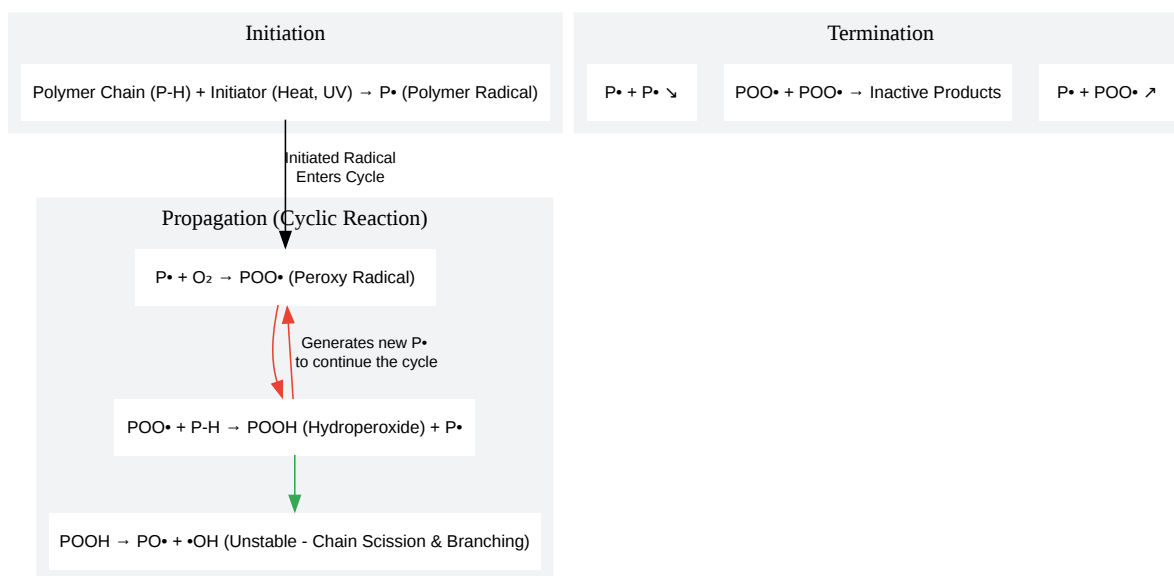 Initiation
Polymer Chain (P-H) + Initiator (Heat, UV) → P• (Polymer Radical)
Initiated Radical
Enters Cycle
Propagation (Cyclic Reaction)
P• + O₂ → POO• (Peroxy Radical)
Generates new P•
to continue the cycle
POO• + P-H → POOH (Hydroperoxide) + P•
POOH → PO• + •OH (Unstable - Chain Scission & Branching)
Termination
P• + P• ↘
POO• + POO• → Inactive Products
P• + POO• ↗